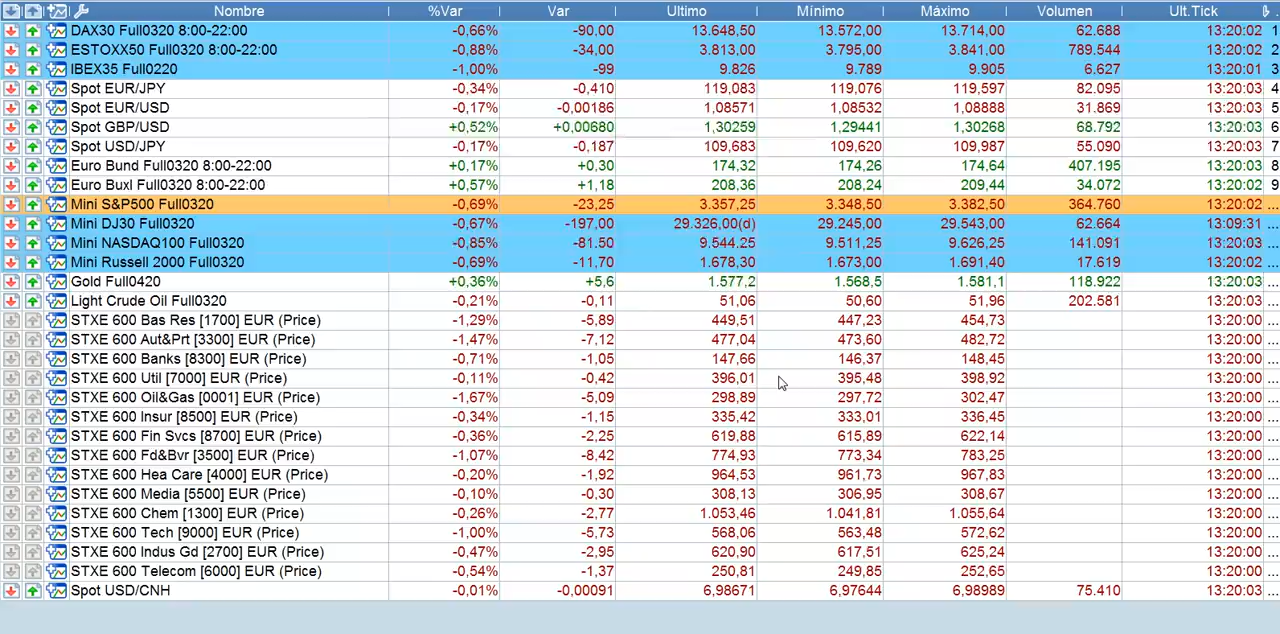 Nombre %Var Var Ultimo Mínimo Máximo Volumen Ult.Tick
DAX30 Full0320 8:00-22:00 -0,66% -90,00 13.648,50 13.572,00 13.714,00 62.688 13:20:02 1
ESTOXX50 Full0320 8:00-22:00 -0,88% -34,00 3.813,00 3.795,00 3.841,00 789.544 13:20:02 2
IBEX35 Full0220 -1,00% -99 9.826 9.789 9.905 6.627 13:20:01 3
Spot EUR/JPY -0,34% -0,410 119,083 119,076 119,597 82.095 13:20:03 4
Spot EUR/USD -0,17% -0,00186 1,08571 1,08532 1,08888 31.869 13:20:03 5
Spot GBP/USD +0,52% +0,00680 1,30259 1,29441 1,30268 68.792 13:20:03 6
Spot USD/JPY -0,17% -0,187 109,683 109,620 109,987 55.090 13:20:03 7
Euro Bund Full0320 8:00-22:00 +0,17% +0,30 174,32 174,26 174,64 407.195 13:20:03 8
Euro Buxl Full0320 8:00-22:00 +0,57% +1,18 208,36 208,24 209,44 34.072 13:20:02 9
Mini S&P500 Full0320 -0,69% -23,25 3.357,25 3.348,50 3.382,50 364.760 13:20:02 ...
Mini DJ30 Full0320 -0,67% -197,00 29.326,00(d) 29.245,00 29.543,00 62.664 13:09:31 ...
Mini NASDAQ100 Full0320 -0,85% -81,50 9.544,25 9.511,25 9.626,25 141.091 13:20:03 ...
Mini Russell 2000 Full0320 -0,69% -11,70 1.678,30 1.673,00 1.691,40 17.619 13:20:02 ...
Gold Full0420 +0,36% +5,6 1.577,2 1.568,5 1.581,1 118.922 13:20:03 ...
Light Crude Oil Full0320 -0,21% -0,11 51,06 50,60 51,96 202.581 13:20:03 ...
STXE 600 Bas Res [1700] EUR (Price) -1,29% -5,89 449,51 447,23 454,73 13:20:00 ...
STXE 600 Aut&Prt [3300] EUR (Price) -1,47% -7,12 477,04 473,60 482,72 13:20:00 ...
STXE 600 Banks [8300] EUR (Price) -0,71% -1,05 147,66 146,37 148,45 13:20:00 ...
STXE 600 Util [7000] EUR (Price) -0,11% -0,42 396,01 395,48 398,92 13:20:00 ...
STXE 600 Oil&Gas [0001] EUR (Price) -1,67% -5,09 298,89 297,72 302,47 13:20:00 ...
STXE 600 Insur [8500] EUR (Price) -0,34% -1,15 335,42 333,01 336,45 13:20:00 ...
STXE 600 Fin Svcs [8700] EUR (Price) -0,36% -2,25 619,88 615,89 622,14 13:20:00 ...
STXE 600 Fd&Bvr [3500] EUR (Price) -1,07% -8,42 774,93 773,34 783,25 13:20:00 ...
STXE 600 Hea Care [4000] EUR (Price) -0,20% -1,92 964,53 961,73 967,83 13:20:00 ...
STXE 600 Media [5500] EUR (Price) -0,10% -0,30 308,13 306,95 308,67 13:20:00 ...
STXE 600 Chem [1300] EUR (Price) -0,26% -2,77 1.053,46 1.041,81 1.055,64 13:20:00 ...
STXE 600 Tech [9000] EUR (Price) -1,00% -5,73 568,06 563,48 572,62 13:20:00 ...
STXE 600 Indus Gd [2700] EUR (Price) -0,47% -2,95 620,90 617,51 625,24 13:20:00 ...
STXE 600 Telecom [6000] EUR (Price) -0,54% -1,37 250,81 249,85 252,65 13:20:00 ...
Spot USD/CNH -0,01% -0,00091 6,98671 6,97644 6,98989 75.410 13:20:03 ...